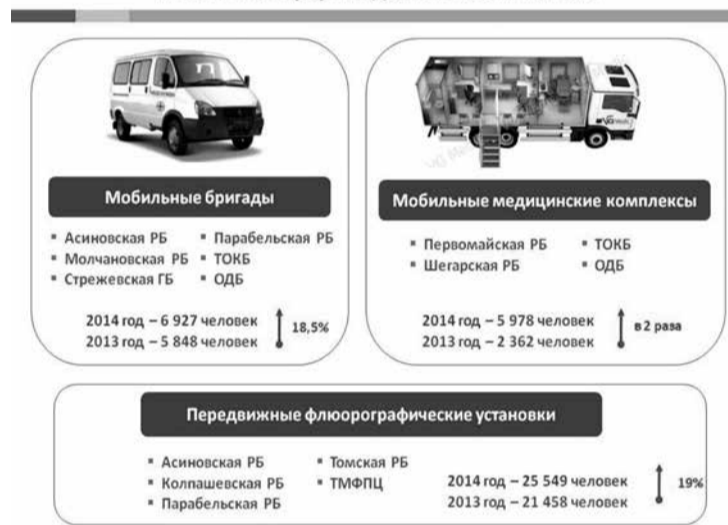 Мобильные бригады
▪ Асиновская РБ ▪ Парабельская РБ
▪ Молчановская РБ ▪ ТОКБ
▪ Стрежевская ГБ ▪ ОДБ
2014 год – 6 927 человек
2013 год – 5 848 человек
18,5%
Мобильные медицинские комплексы
▪ Первомайская РБ ▪ ТОКБ
▪ Шегарская РБ ▪ ОДБ
2014 год – 5 978 человек
2013 год – 2 362 человек
в 2 раза
Передвижные флюорографические установки
▪ Асиновская РБ ▪ Томская РБ
▪ Колпашевская РБ ▪ ТМФПЦ
▪ Парабельская РБ
2014 год – 25 549 человек
2013 год – 21 458 человек
19%